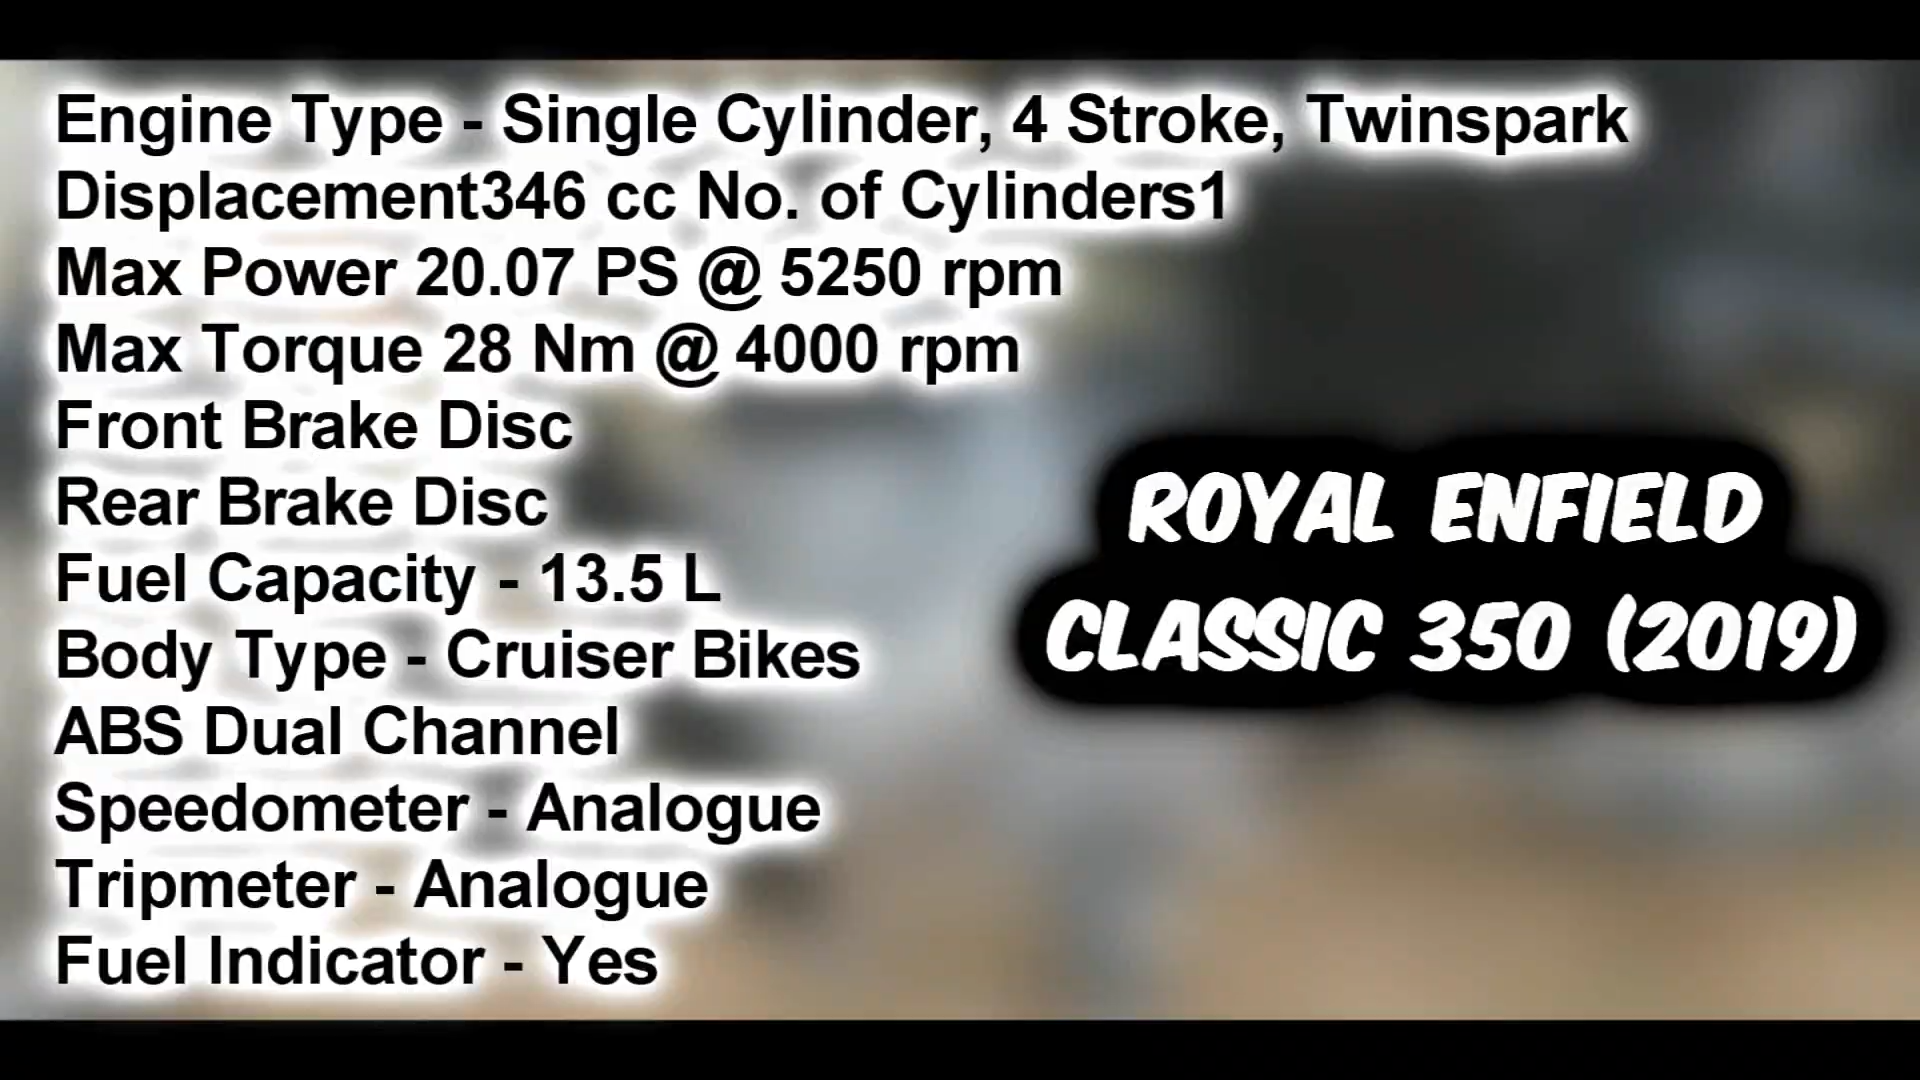 Engine Type - Single Cylinder, 4 Stroke, Twinspark
Displacement346 cc No. of Cylinders1
Max Power 20.07 PS @ 5250 rpm
Max Torque 28 Nm @ 4000 rpm
Front Brake Disc
Rear Brake Disc
Fuel Capacity - 13.5 L
Body Type - Cruiser Bikes
ABS Dual Channel
Speedometer - Analogue
Tripmeter - Analogue
Fuel Indicator - Yes
ROYAL ENFIELD
CLASSIC 350 (2019)